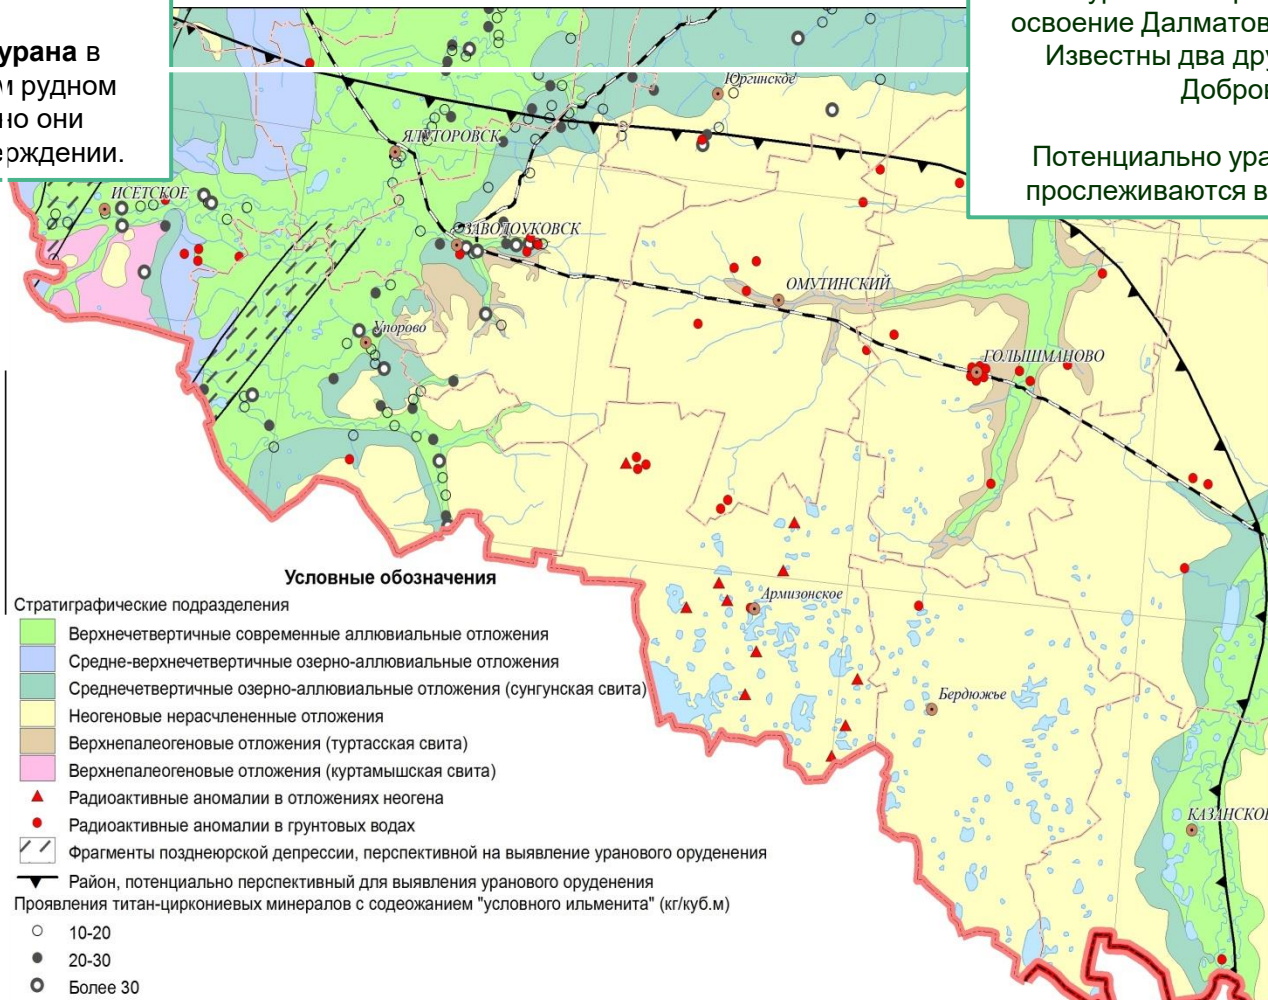 урана в
рудном
но они
ерждении.
освоение Далматов
Известны два дру
Добров
Потенциально ура
прослеживаются в
Юргинское
ЯЛУТОРОВСК
ИСЕТСКОЕ
ЗАВОДОУКОВСК
ОМУТИНСКИЙ
Упорово
ГОЛЫШМАНОВО
Армизонское
Бердюжье
КАЗАНСКОЕ
Условные обозначения
Стратиграфические подразделения
Верхнечетвертичные современные аллювиальные отложения
Средне-верхнечетвертичные озерно-аллювиальные отложения
Среднечетвертичные озерно-аллювиальные отложения (сунгунская свита)
Неогеновые нерасчлененные отложения
Верхнепалеогеновые отложения (туртасская свита)
Верхнепалеогеновые отложения (куртамышская свита)
Радиоактивные аномалии в отложениях неогена
Радиоактивные аномалии в грунтовых водах
Фрагменты позднеюрской депрессии, перспективной на выявление уранового оруденения
Район, потенциально перспективный для выявления уранового оруденения
Проявления титан-циркониевых минералов с содеожанием "условного ильменита" (кг/куб.м)
10-20
20-30
Более 30